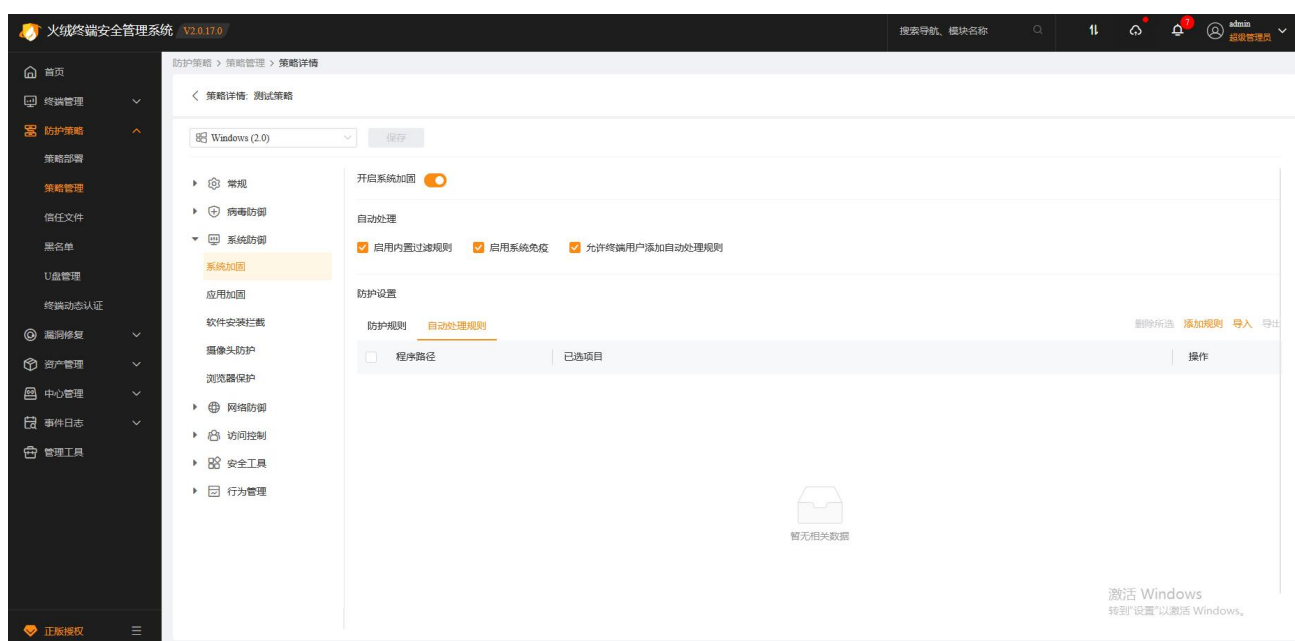 火绒终端安全管理系统 V2.0.17.0
搜索导航、模块名称
7
admin
超级管理员
首页
终端管理
防护策略
策略部署
策略管理
信任文件
黑名单
U盘管理
终端动态认证
漏洞修复
资产管理
中心管理
事件日志
管理工具
正版授权
防护策略 > 策略管理 > 策略详情
策略详情: 测试策略
Windows (2.0)
保存
常规
病毒防御
系统防御
系统加固
应用加固
软件安装拦截
摄像头防护
浏览器保护
网络防御
访问控制
安全工具
行为管理
开启系统加固
自动处理
启用内置过滤规则 启用系统免疫 允许终端用户添加自动处理规则
防护设置
防护规则 自动处理规则 删除所选 添加规则 导入 导出
程序路径 已选项目 操作
暂无相关数据
激活 Windows
转到"设置"以激活 Windows。